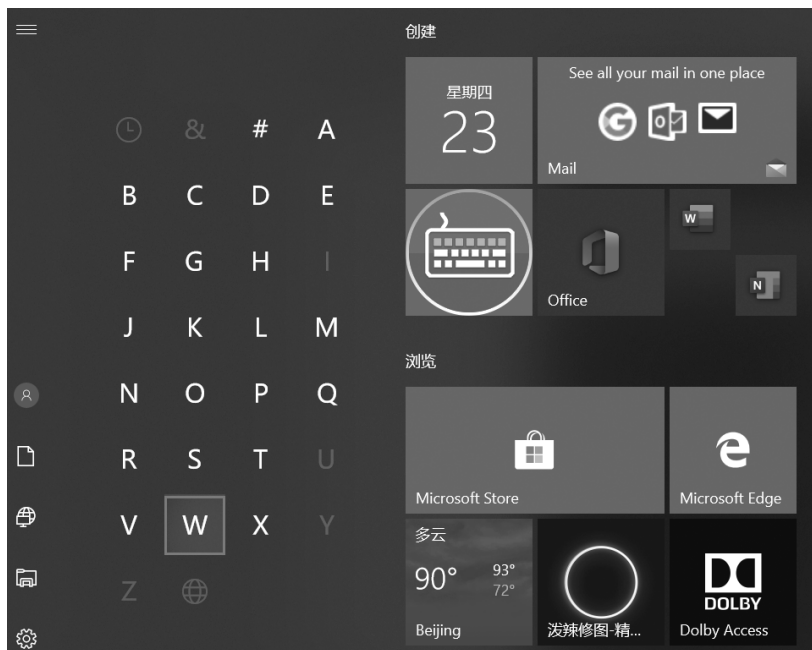 & # A
B C D E
F G H I
J K L M
N O P Q
R S T U
V W X Y
Z
创建
星期四
23
See all your mail in one place
Mail
Office
浏览
Microsoft Store
Microsoft Edge
多云
90° 93°
72°
Beijing
泼辣修图-精...
DOLBY
Dolby Access